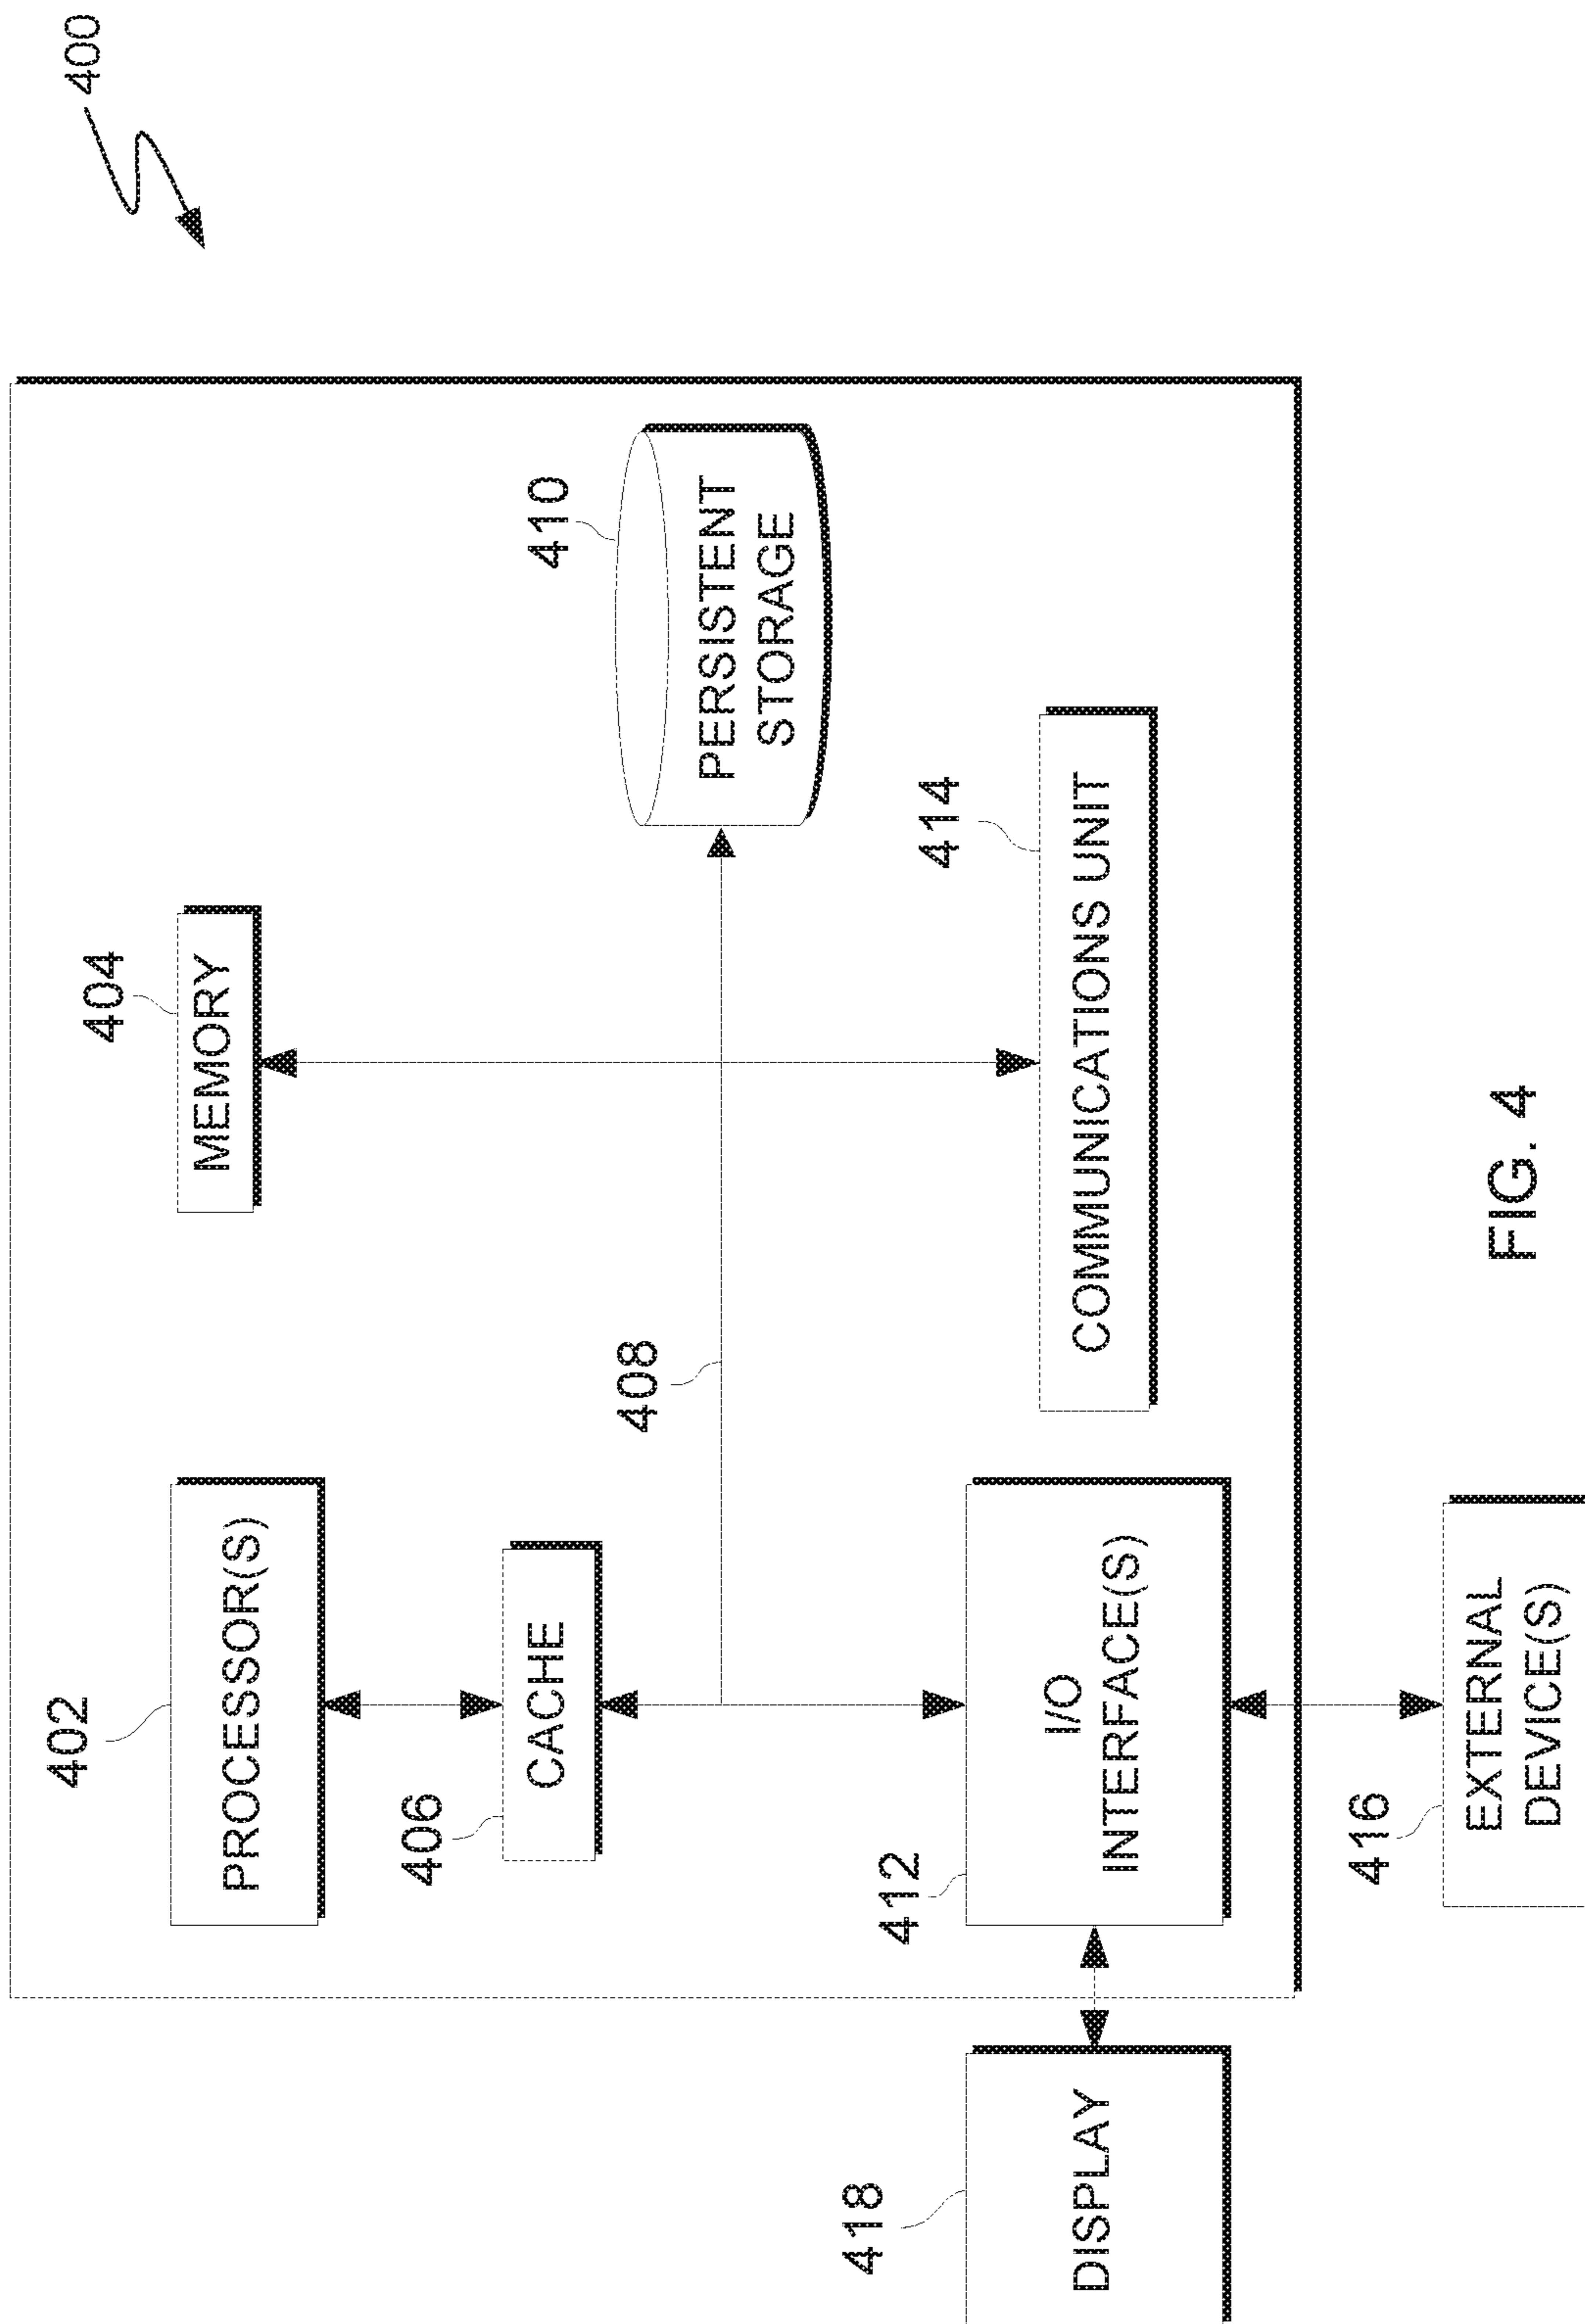 400
402
PROCESSOR(S)
404
MEMORY
406
CACHE
408
410
PERSISTENT
STORAGE
412
I/O
INTERFACE(S)
414
COMMUNICATIONS UNIT
418
DISPLAY
416
EXTERNAL
DEVICE(S)
FIG. 4